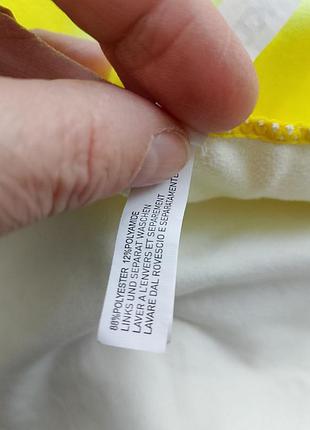 88%POLYESTER 12%POLYAMIDE
LINKS UND SEPARAT WASCHEN
LAVER A L'ENVERS ET SEPAREMENT
LAVARE DAL ROVESCIO E SEPARATAMENTE